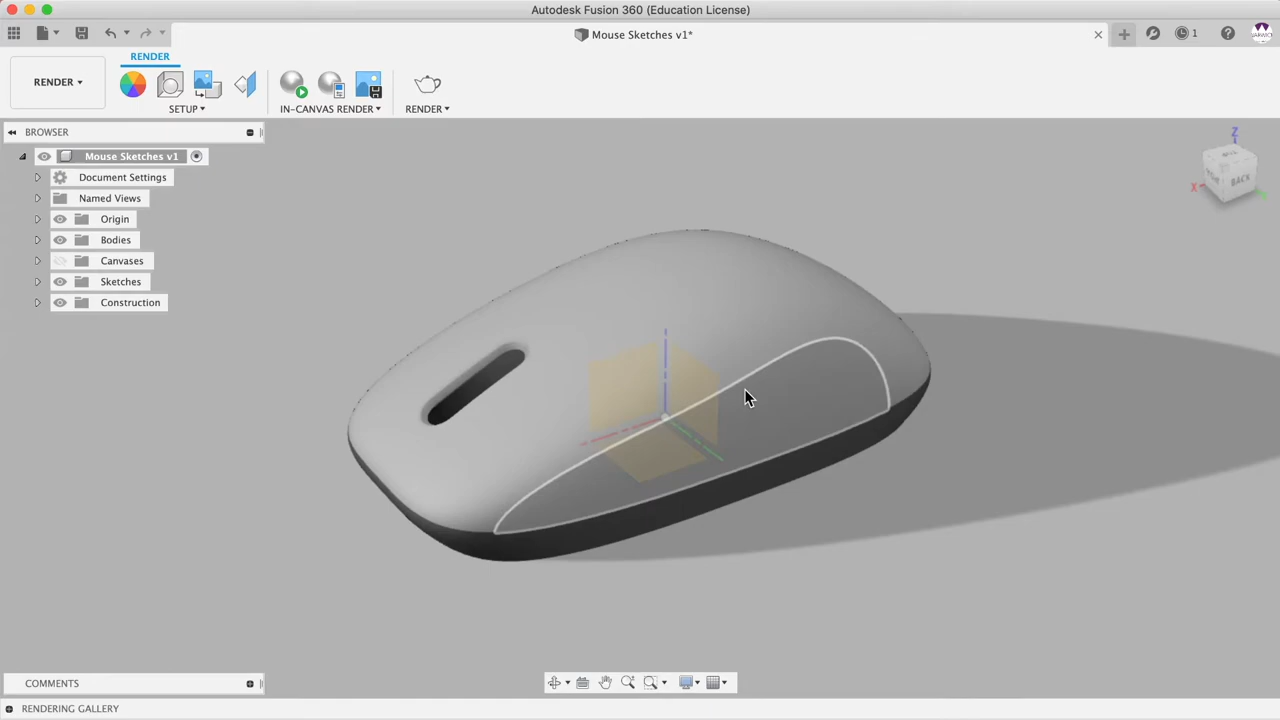 Autodesk Fusion 360 (Education License)
Mouse Sketches v1*
1
RENDER
RENDER
SETUP
IN-CANVAS RENDER
RENDER
BROWSER
Mouse Sketches v1
Document Settings
Named Views
Origin
Bodies
Canvases
Sketches
Construction
Z
X
BACK
COMMENTS
RENDERING GALLERY